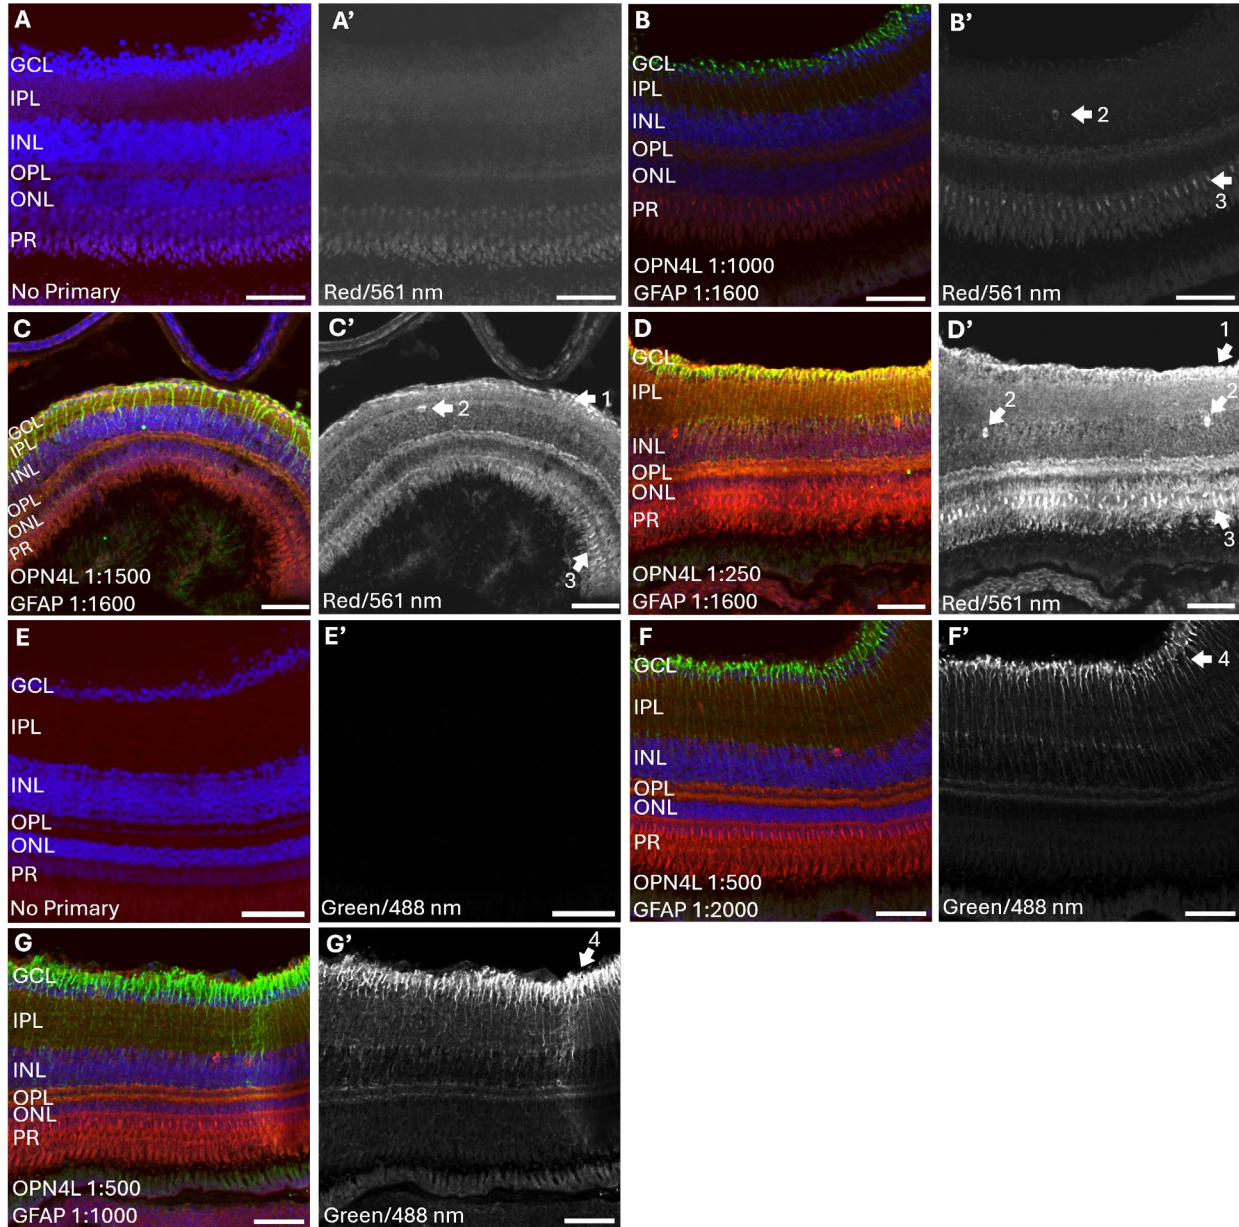 A
GCL
IPL
INL
OPL
ONL
PR
No Primary
A’
Red/561 nm
B
GCL
IPL
INL
OPL
ONL
PR
OPN4L 1:1000
GFAP 1:1600
B’
2
3
C
GCL
IPL
INL
OPL
ONL
PR
OPN4L 1:1500
GFAP 1:1600
C’
1
2
3
Red/561 nm
D
GCL
IPL
INL
OPL
ONL
PR
OPN4L 1:250
GFAP 1:1600
D’
1
2
2
3
Red/561 nm
E
GCL
IPL
INL
OPL
ONL
PR
No Primary
E’
Green/488 nm
F
GCL
IPL
INL
OPL
ONL
PR
OPN4L 1:500
GFAP 1:2000
F’
4
Green/488 nm
G
GCL
IPL
INL
OPL
ONL
PR
OPN4L 1:500
GFAP 1:1000
G’
4
Green/488 nm